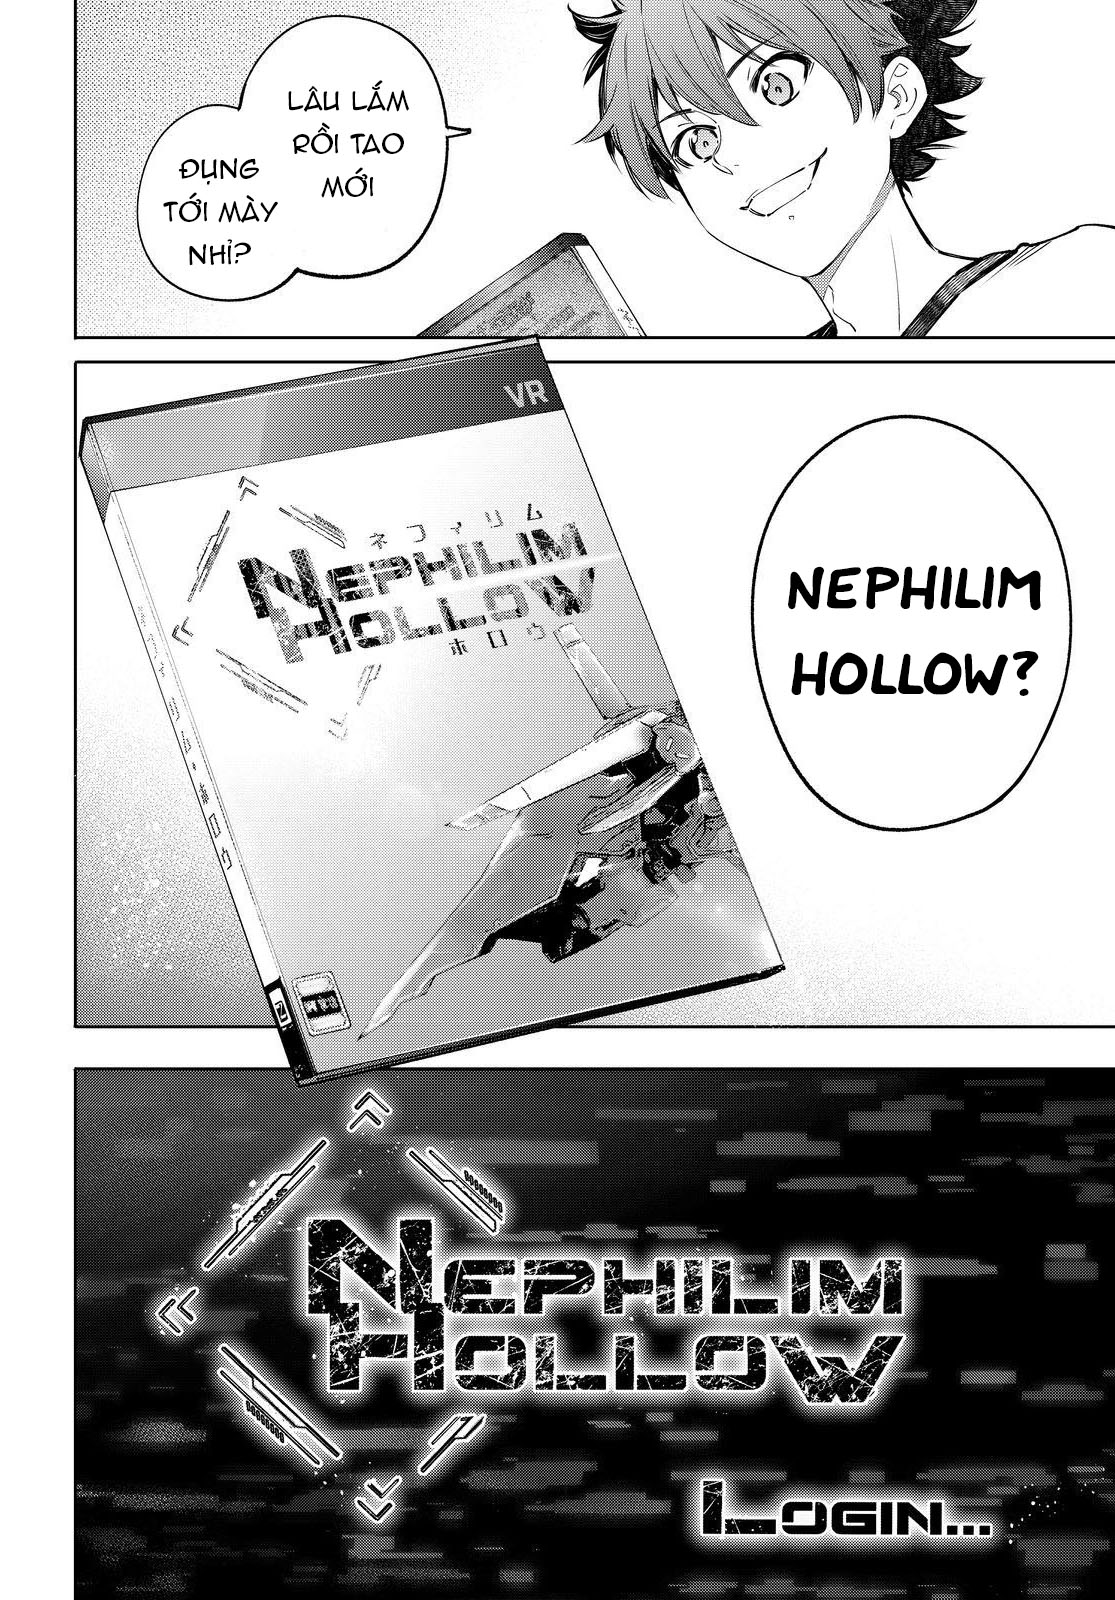 LÂU LẮM
RỒI TAO
MỚI
ĐỤNG
TỚI MÀY
NHỈ?
VR
ネフィリム
NEPHILIM
HOLLOW
ホロウ
NEPHILIM
HOLLOW?
NEPHILIM
HOLLOW
LOGIN...